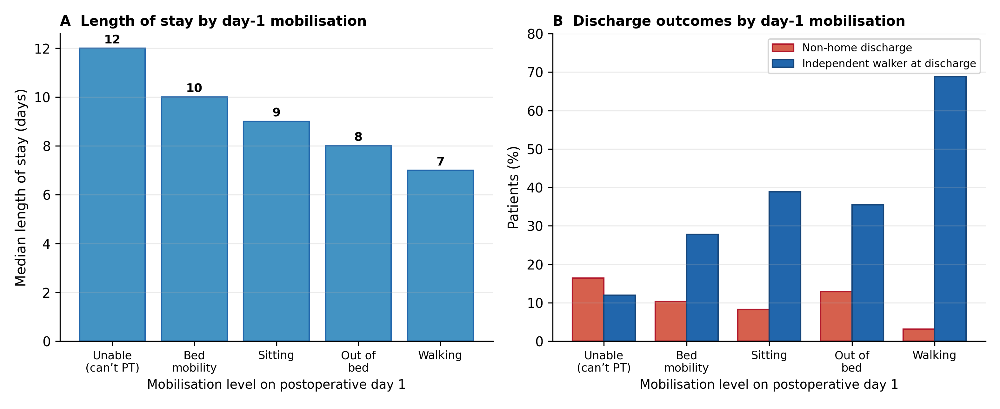 A  Length of stay by day-1 mobilisation
Median length of stay (days)
12
10
8
6
4
2
0
12
10
9
8
7
Unable
(can’t PT)
Bed
mobility
Sitting
Out of
bed
Walking
Mobilisation level on postoperative day 1
B  Discharge outcomes by day-1 mobilisation
Patients (%)
80
70
60
50
40
30
20
10
0
Non-home discharge
Independent walker at discharge
Unable
(can’t PT)
Bed
mobility
Sitting
Out of
bed
Walking
Mobilisation level on postoperative day 1